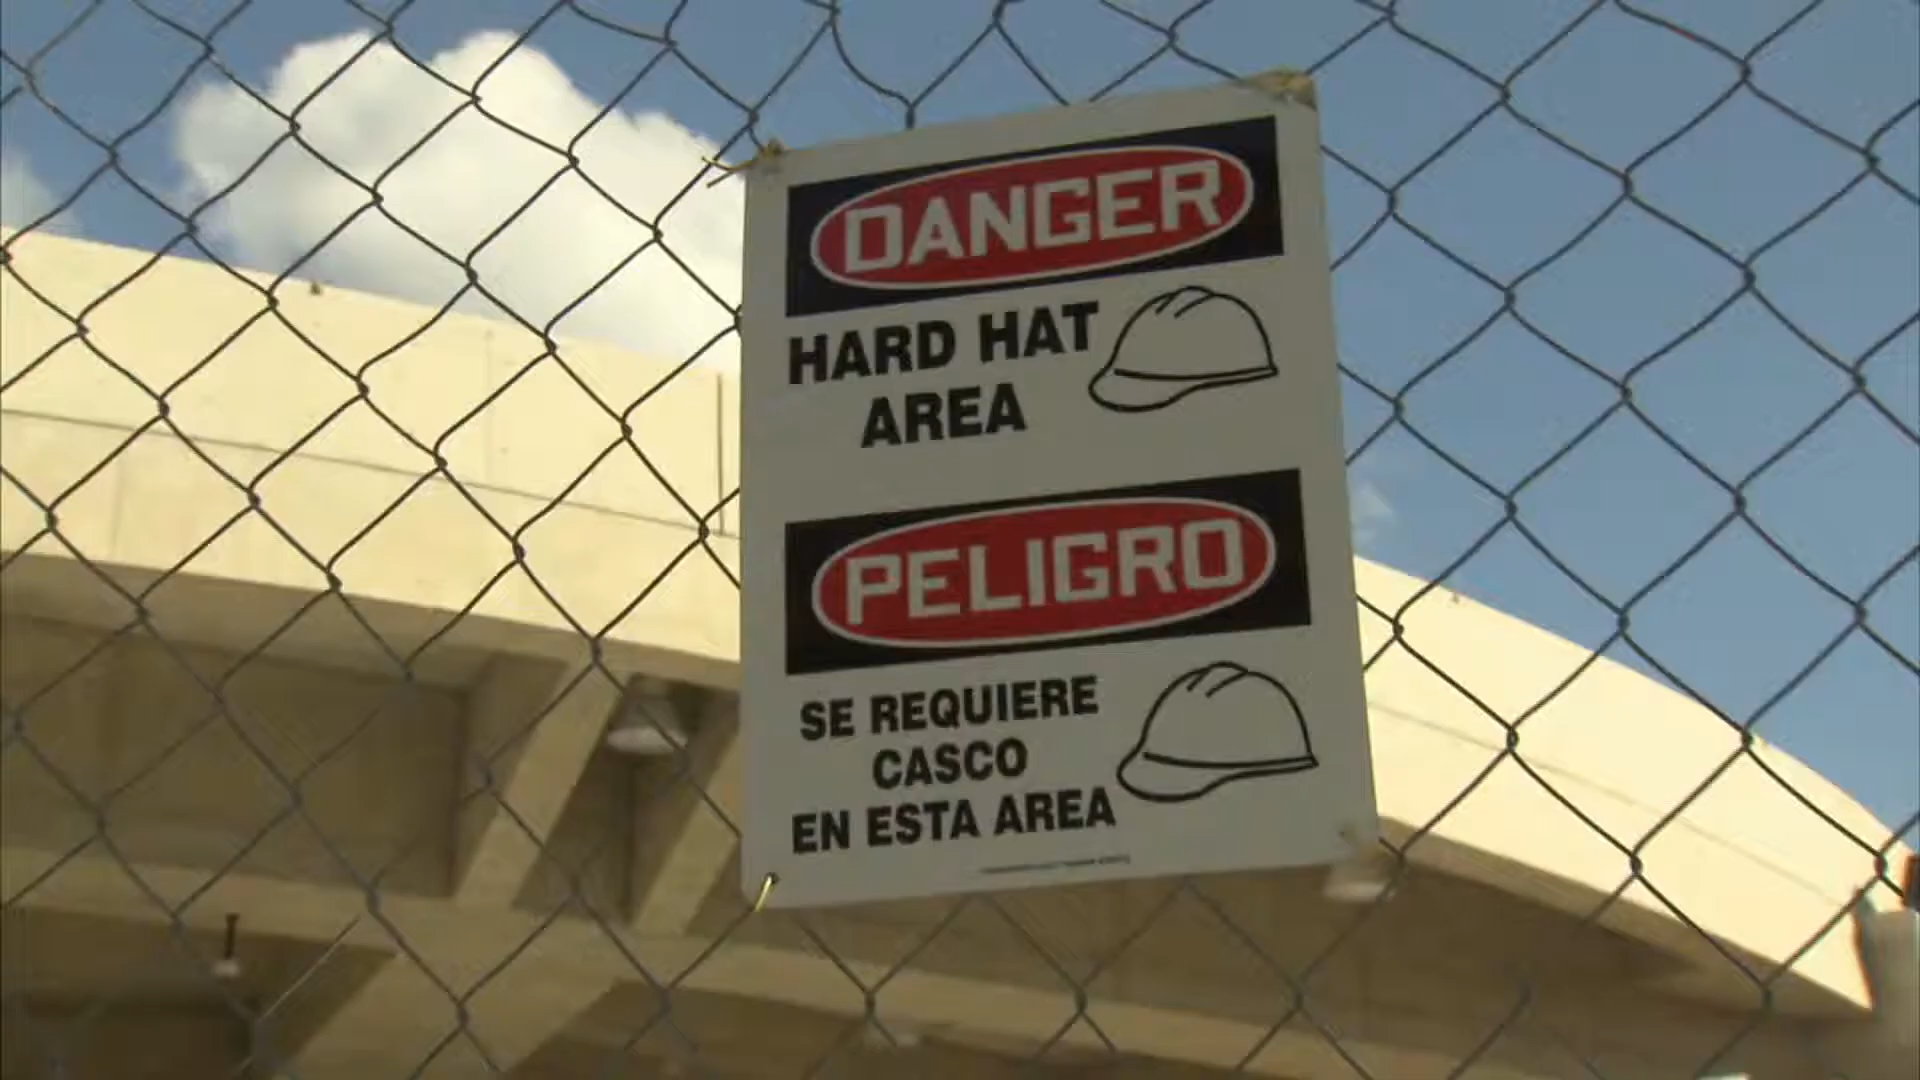 DANGER
HARD HAT
AREA
PELIGRO
SE REQUIERE
CASCO
EN ESTA AREA